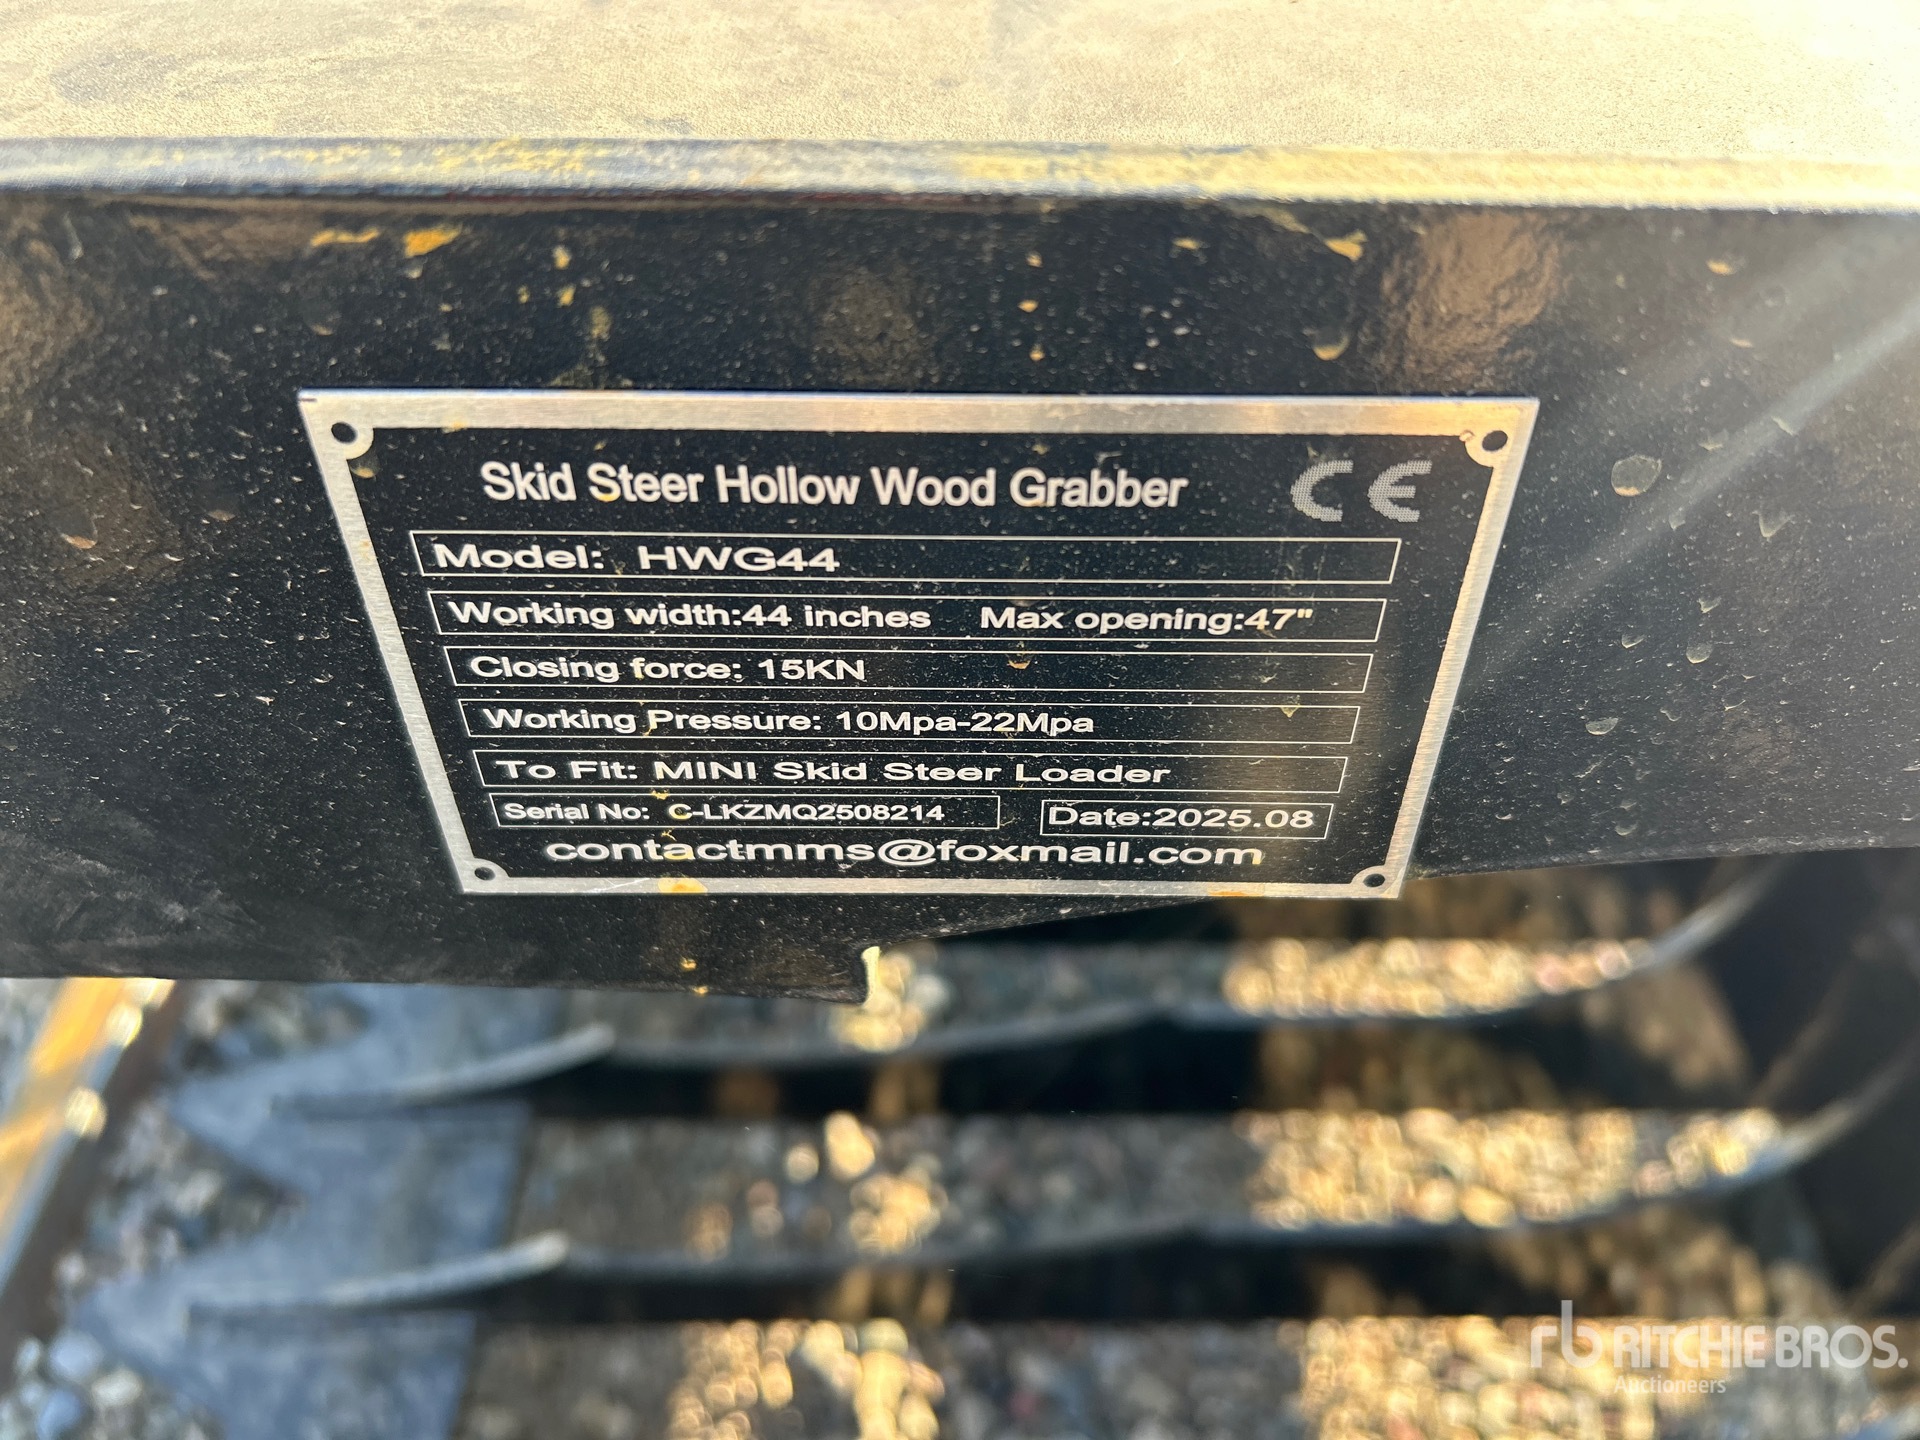 Skid Steer Hollow Wood Grabber CE
Model: HWG44
Working width:44 inches Max opening:47"
Closing force: 15KN
Working Pressure: 10Mpa-22Mpa
To Fit: MINI Skid Steer Loader
Serial No: C-LKZMQ2508214 Date:2025.08
contactmms@foxmail.com
rb RITCHIE BROS.
Auctioneers